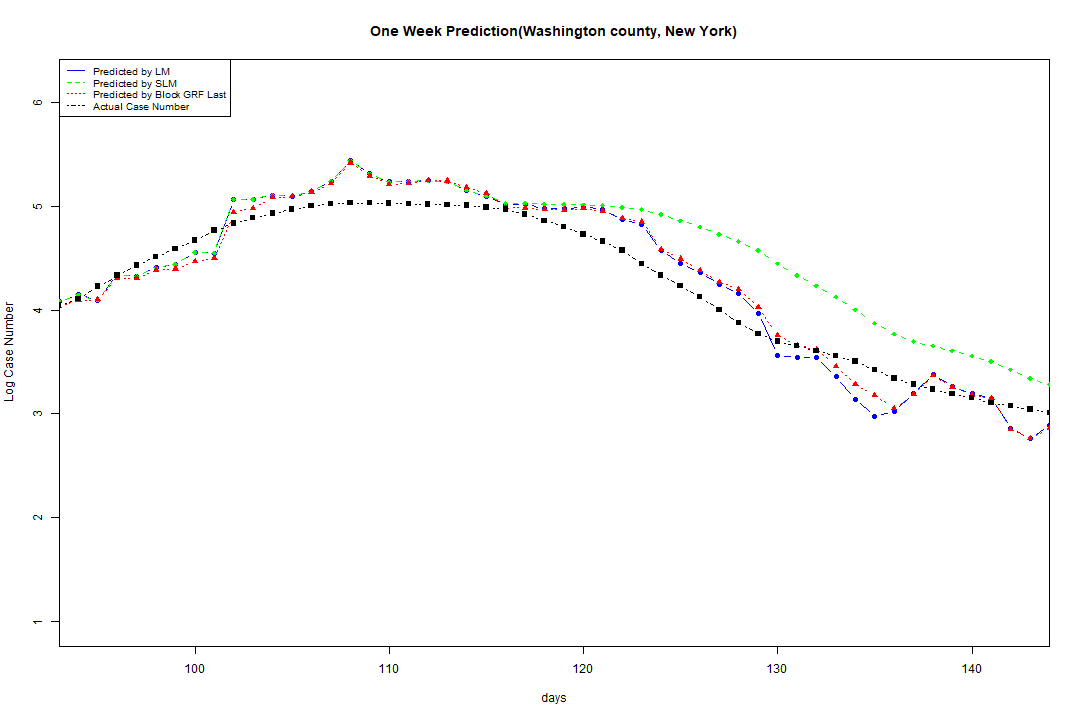 One Week Prediction(Washington county, New York)
Predicted by LM
Predicted by SLM
Predicted by Block GRF Last
Actual Case Number
6
5
4
3
2
1
Log Case Number
100 110 120 130 140
days